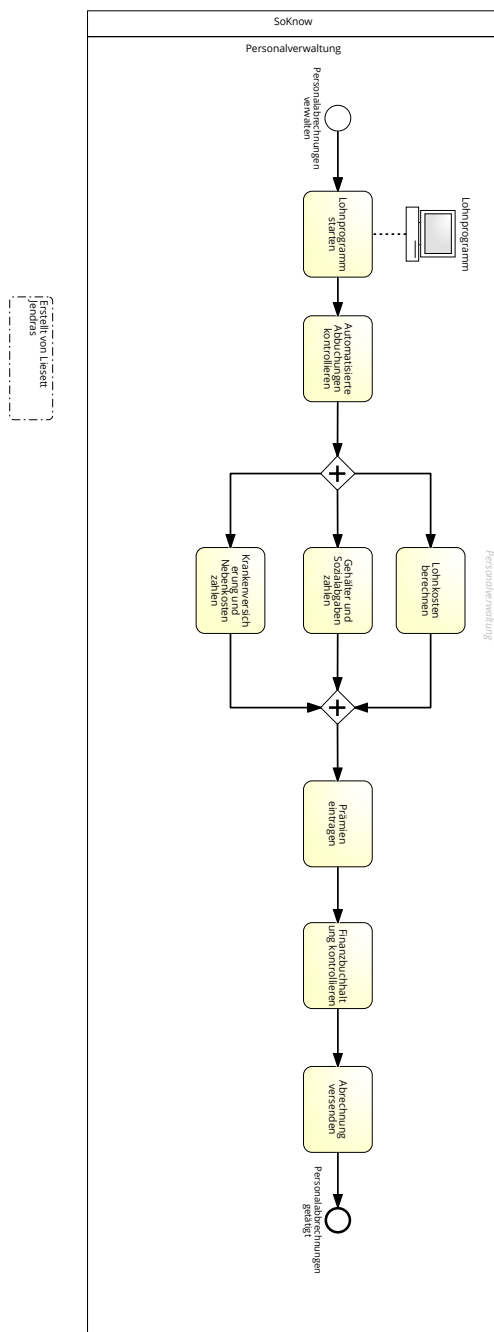 SoKnow
Personalverwaltung
Personalabrechnungen
verwalten
Lohnprogramm
Lohnprogramm
starten
Automatisierte
Abbuchungen
kontrollieren
Erstellt von Liesett
Jendras
Lohnkosten
berechnen
Gehälter und
Sozialabgaben
zahlen
Krankenversich
erung und
Nebenkosten
zahlen
Personalverwaltung
Prämien
eintragen
Finanzbuchhalt
ung kontrollieren
Abrechnung
versenden
Personalabbrechnungen
getätigt